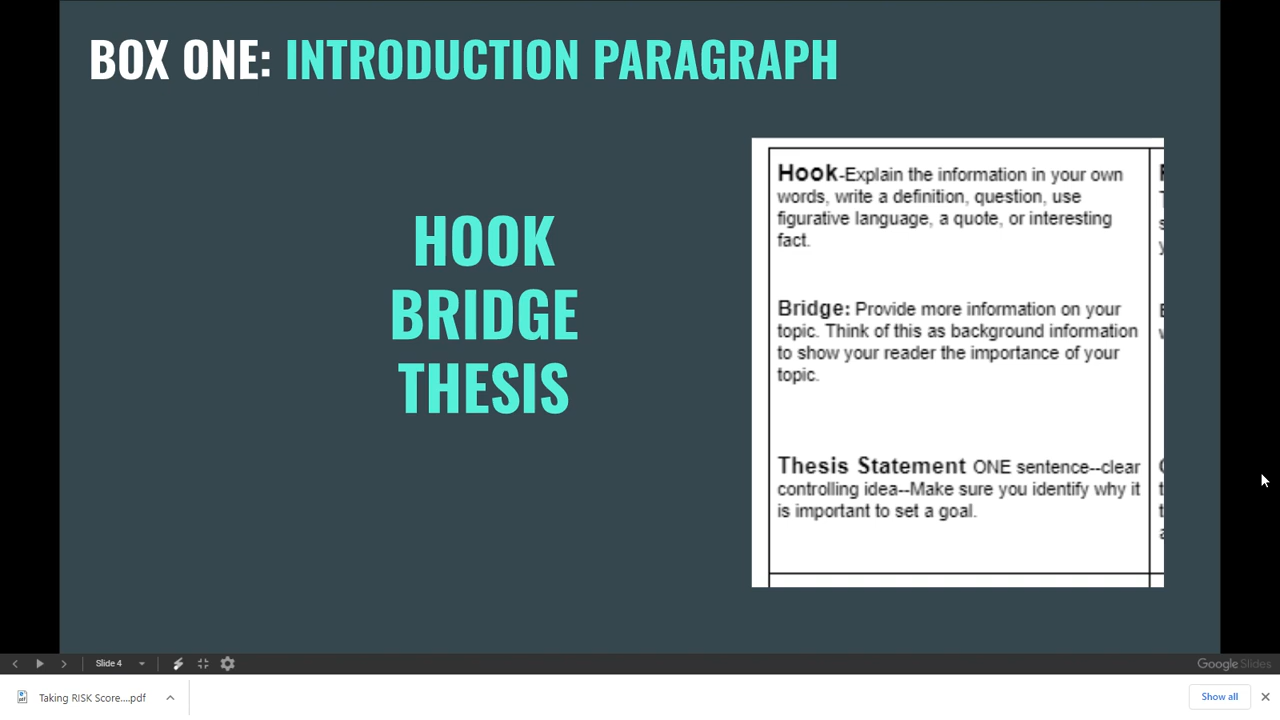 BOX ONE: INTRODUCTION PARAGRAPH
HOOK
BRIDGE
THESIS
Hook-Explain the information in your own
words, write a definition, question, use
figurative language, a quote, or interesting
fact.
Bridge: Provide more information on your
topic. Think of this as background information
to show your reader the importance of your
topic.
Thesis Statement ONE sentence--clear
controlling idea--Make sure you identify why it
is important to set a goal.
Slide 4
Google Slides
Taking RISK Score....pdf
Show all